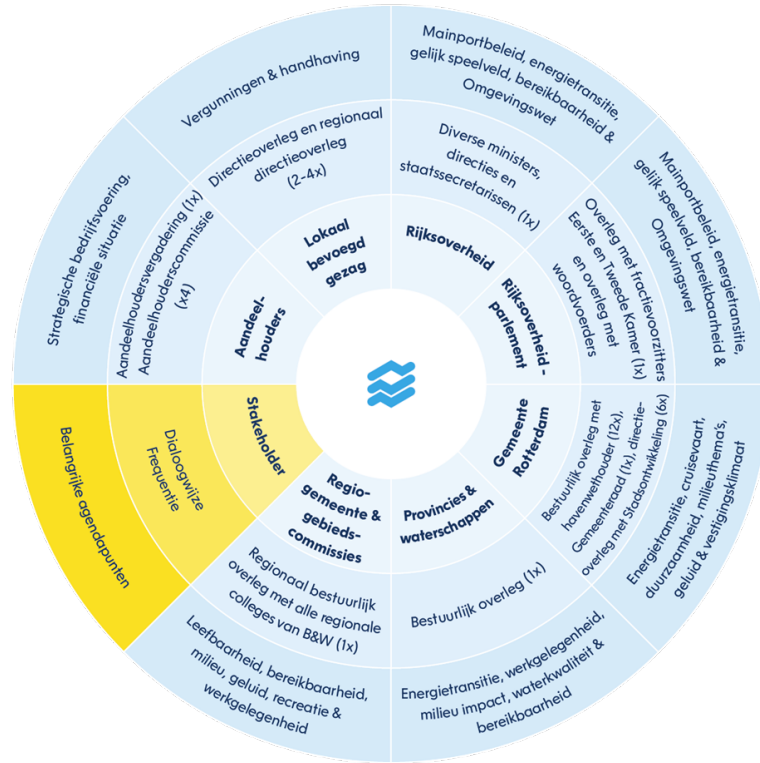 Mainportbeleid, energietransitie,
gelijk speelveld, bereikbaarheid &
Omgevingswet
Diverse ministers,
directies en
staatssecretarissen (1x)
Rijksoverheid
Mainportbeleid, energietransitie,
gelijk speelveld, bereikbaarheid &
Omgevingswet
Overleg met fractievoorzitters
Eerste en Tweede Kamer (1x)
en overleg met
woordvoerders
Rijksoverheid -
parlement
Energietransitie, cruisevaart,
duurzaamheid, milieuthema's,
geluid & vestigingsklimaat
Bestuurlijk overleg met
havenwethouder (12x),
Gemeenteraad (1x), directie-
overleg met Stadsontwikkeling (6x)
Gemeente
Rotterdam
Energietransitie, werkgelegenheid,
milieu impact, waterkwaliteit &
bereikbaarheid
Bestuurlijk overleg (1x)
Provincies &
waterschappen
Leefbaarheid, bereikbaarheid,
milieu, geluid, recreatie &
werkgelegenheid
Regionaal bestuurlijk
overleg met alle regionale
colleges van B&W (1x)
Regio-
gemeente &
gebieds-
commissies
Belangrijke agendapunten
Dialoogwijze
Frequentie
Stakeholder
Strategische bedrijfsvoering,
financiële situatie
Aandeelhoudersvergadering (1x)
Aandeelhouderscommissie
(x4)
Aandeel-
houders
Vergunningen & handhaving
Directieoverleg en regionaal
directieoverleg
(2-4x)
Lokaal
bevoegd
gezag